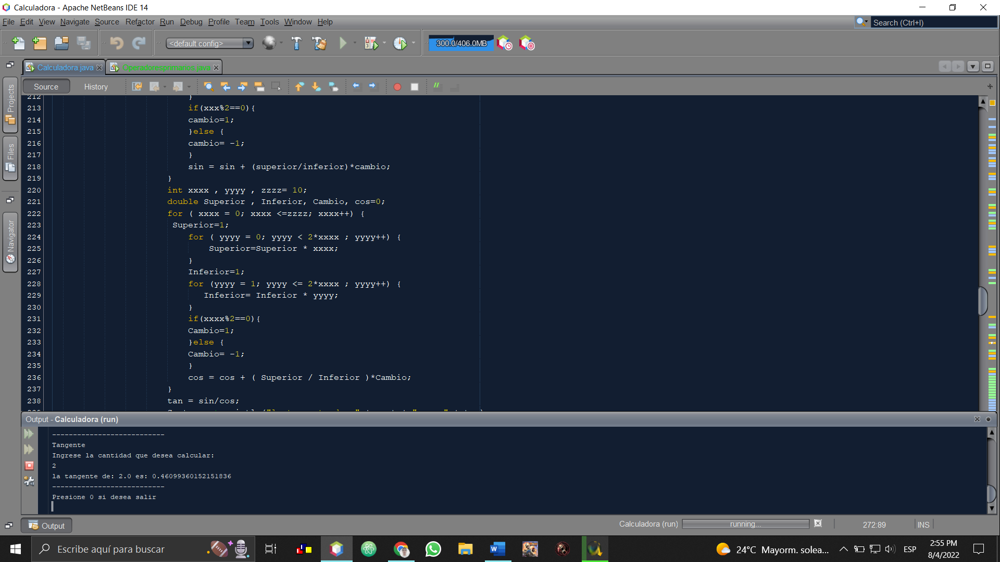 Calculadora - Apache NetBeans IDE 14
File Edit View Navigate Source Refactor Run Debug Profile Team Tools Window Help
Search (Ctrl+I)
<default config>
300.0/406.0MB
Calculadora.java
Operadoresprimarios.java
Source History
Projects
Files
Navigator
212 }
213 if(xxx%2==0){
214 cambio=1;
215 }else {
216 cambio= -1;
217 }
218 sin = sin + (superior/inferior)*cambio;
219 }
220 int xxxx , yyyy , zzzz= 10;
221 double Superior , Inferior, Cambio, cos=0;
222 for ( xxxx = 0; xxxx <=zzzz; xxxx++) {
223 Superior=1;
224 for ( yyyy = 0; yyyy < 2*xxxx ; yyyy++) {
225 Superior=Superior * xxxx;
226 }
227 Inferior=1;
228 for (yyyy = 1; yyyy <= 2*xxxx ; yyyy++) {
229 Inferior= Inferior * yyyy;
230 }
231 if(xxxx%2==0){
232 Cambio=1;
233 }else {
234 Cambio= -1;
235 }
236 cos = cos + ( Superior / Inferior )*Cambio;
237 }
238 tan = sin/cos;
Output - Calculadora (run)
---------------------------
Tangente
Ingrese la cantidad que desea calcular:
2
la tangente de: 2.0 es: 0.46099360152151836
---------------------------
Presione 0 si desea salir
Output
Calculadora (run) running...
272:89 INS
Escribe aquí para buscar
24°C Mayorm. solea...
ESP
2:55 PM
8/4/2022